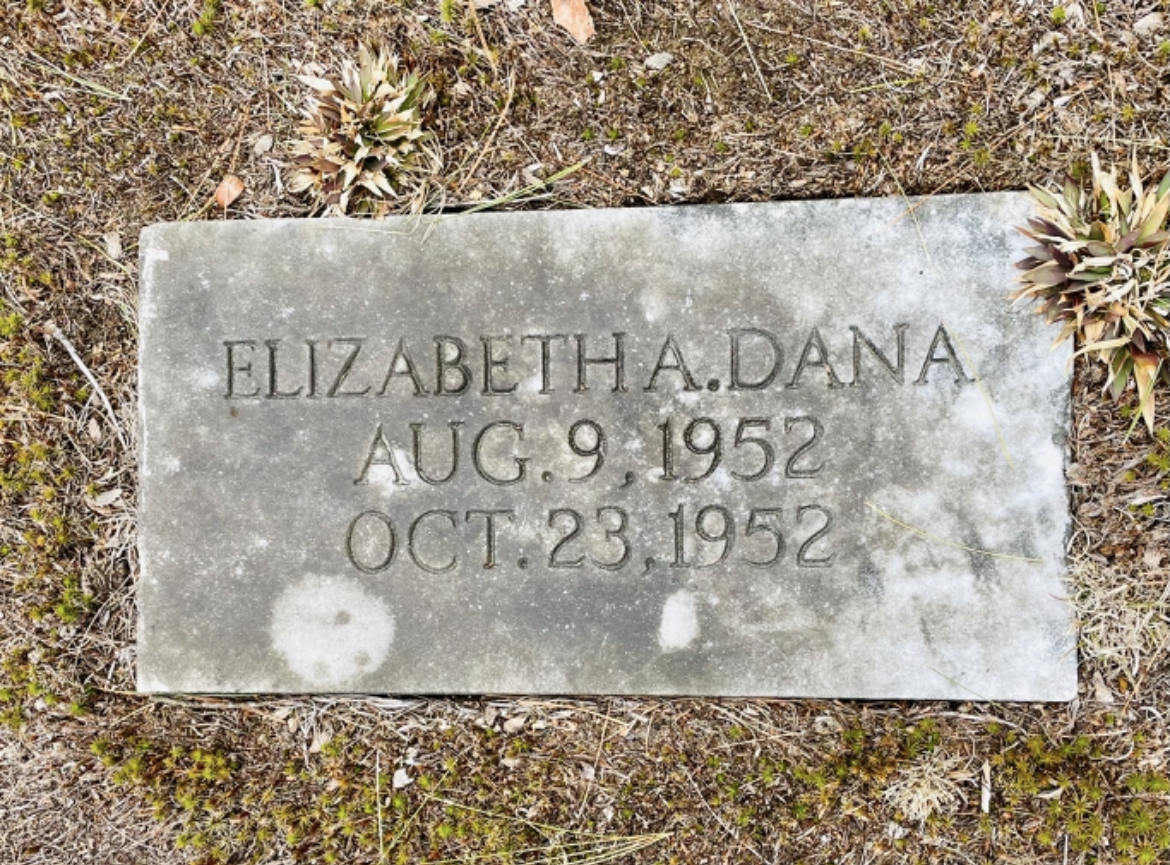 ELIZABETH A. DANA
AUG. 9, 1952
OCT. 23, 1952